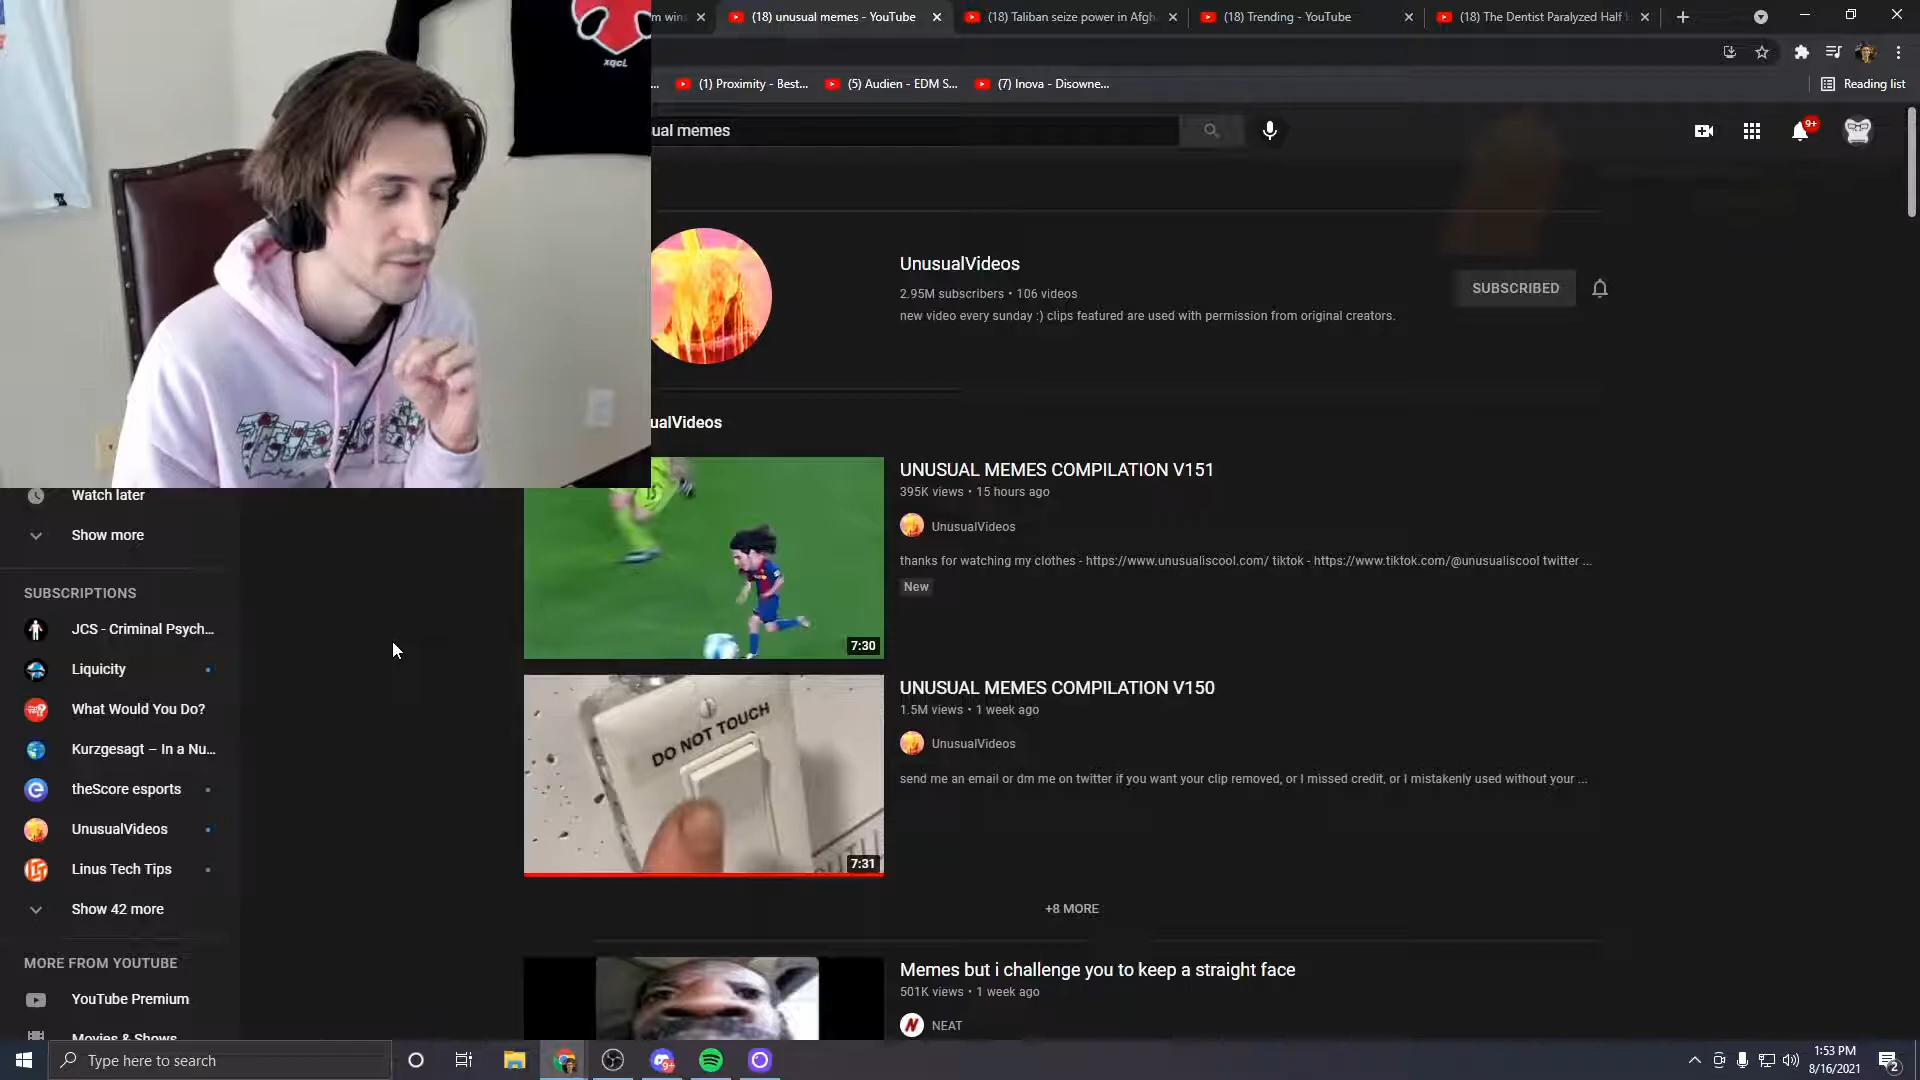 m wins
(18) unusual memes - YouTube
(18) Taliban seize power in Afgh
(18) Trending - YouTube
(18) The Dentist Paralyzed Half
xqcL
...
(1) Proximity - Best...
(5) Audien - EDM S...
(7) Inova - Disowne...
Reading list
ual memes
9+
UnusualVideos
2.95M subscribers • 106 videos
new video every sunday :) clips featured are used with permission from original creators.
SUBSCRIBED
ualVideos
UNUSUAL MEMES COMPILATION V151
395K views • 15 hours ago
UnusualVideos
thanks for watching my clothes - https://www.unusualiscool.com/ tiktok - https://www.tiktok.com/@unusualiscool twitter ...
New
7:30
Watch later
Show more
SUBSCRIPTIONS
JCS - Criminal Psych...
Liquicity
What Would You Do?
Kurzgesagt – In a Nu...
theScore esports
UnusualVideos
Linus Tech Tips
Show 42 more
MORE FROM YOUTUBE
YouTube Premium
Movies & Shows
DO NOT TOUCH
7:31
UNUSUAL MEMES COMPILATION V150
1.5M views • 1 week ago
UnusualVideos
send me an email or dm me on twitter if you want your clip removed, or I missed credit, or I mistakenly used without your ...
+8 MORE
Memes but i challenge you to keep a straight face
501K views • 1 week ago
N
NEAT
Type here to search
9+
1:53 PM
8/16/2021
2